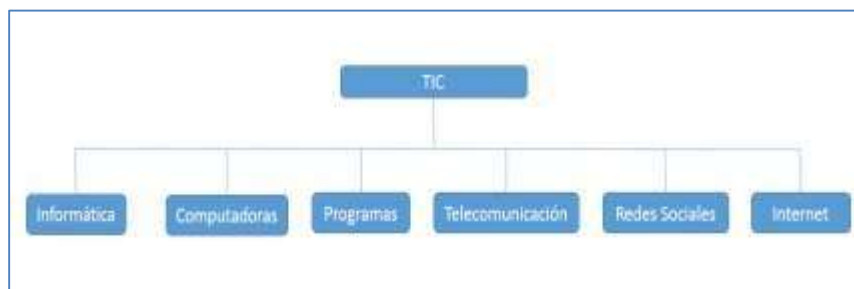 TIC
Informática
Computadoras
Programas
Telecomunicación
Redes Sociales
Internet